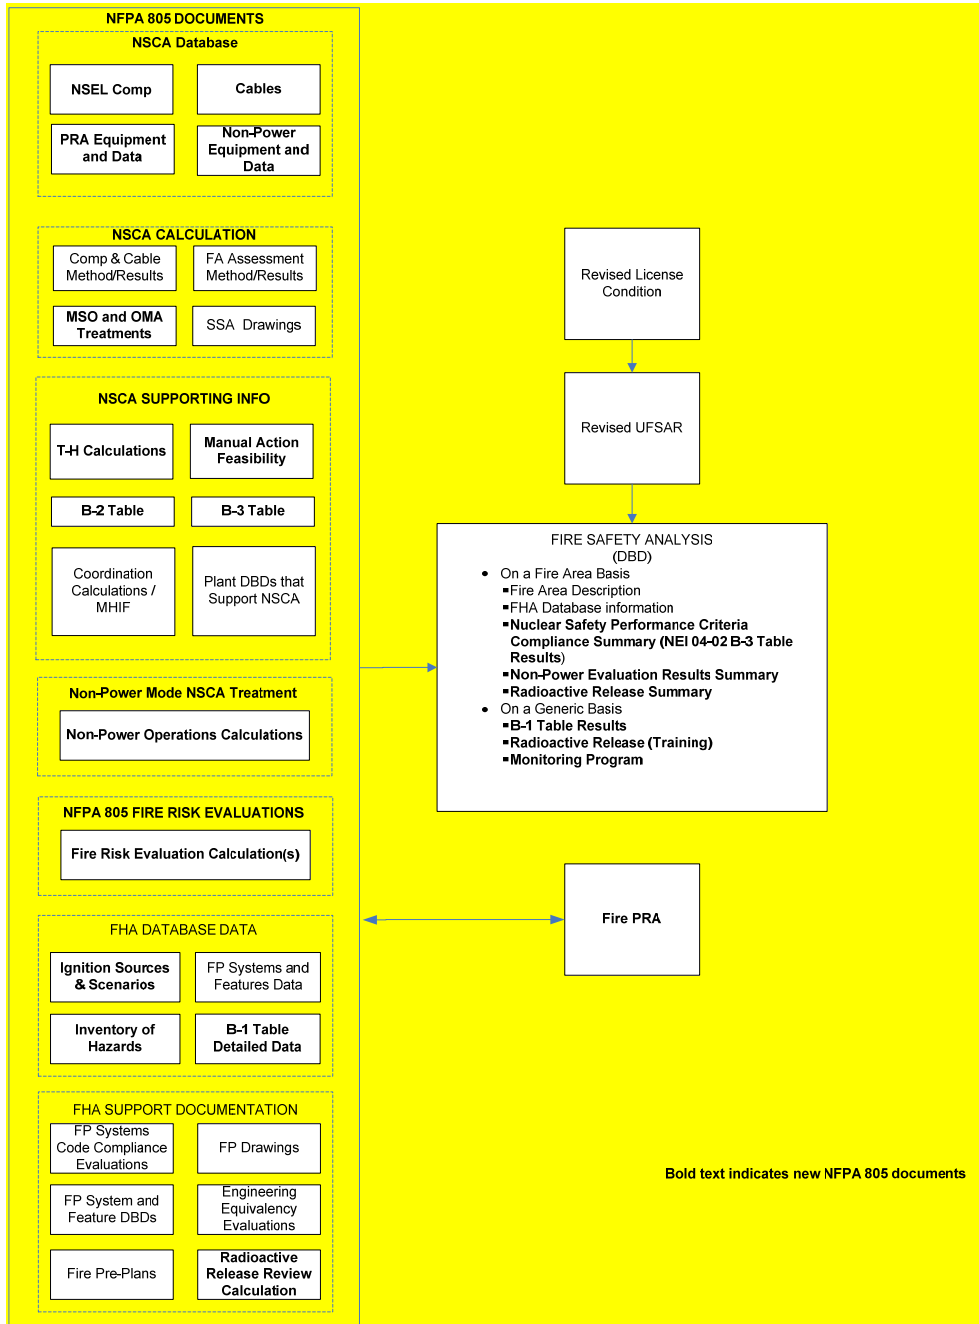 NFPA 805 DOCUMENTS
NSCA Database
NSEL Comp
Cables
PRA Equipment
and Data
Non-Power
Equipment and
Data
NSCA CALCULATION
Comp & Cable
Method/Results
FA Assessment
Method/Results
MSO and OMA
Treatments
SSA Drawings
NSCA SUPPORTING INFO
T-H Calculations
Manual Action
Feasibility
B-2 Table
B-3 Table
Coordination
Calculations /
MHIF
Plant DBDs that
Support NSCA
Non-Power Mode NSCA Treatment
Non-Power Operations Calculations
NFPA 805 FIRE RISK EVALUATIONS
Fire Risk Evaluation Calculation(s)
FHA DATABASE DATA
Ignition Sources
& Scenarios
FP Systems and
Features Data
Inventory of
Hazards
B-1 Table
Detailed Data
FHA SUPPORT DOCUMENTATION
FP Systems
Code Compliance
Evaluations
FP Drawings
FP System and
Feature DBDs
Engineering
Equivalency
Evaluations
Fire Pre-Plans
Radioactive
Release Review
Calculation
Revised License
Condition
Revised UFSAR
FIRE SAFETY ANALYSIS
(DBD)
• On a Fire Area Basis
▪Fire Area Description
▪FHA Database information
▪Nuclear Safety Performance Criteria
Compliance Summary (NEI 04-02 B-3 Table
Results)
▪Non-Power Evaluation Results Summary
▪Radioactive Release Summary
• On a Generic Basis
▪B-1 Table Results
▪Radioactive Release (Training)
▪Monitoring Program
Fire PRA
Bold text indicates new NFPA 805 documents